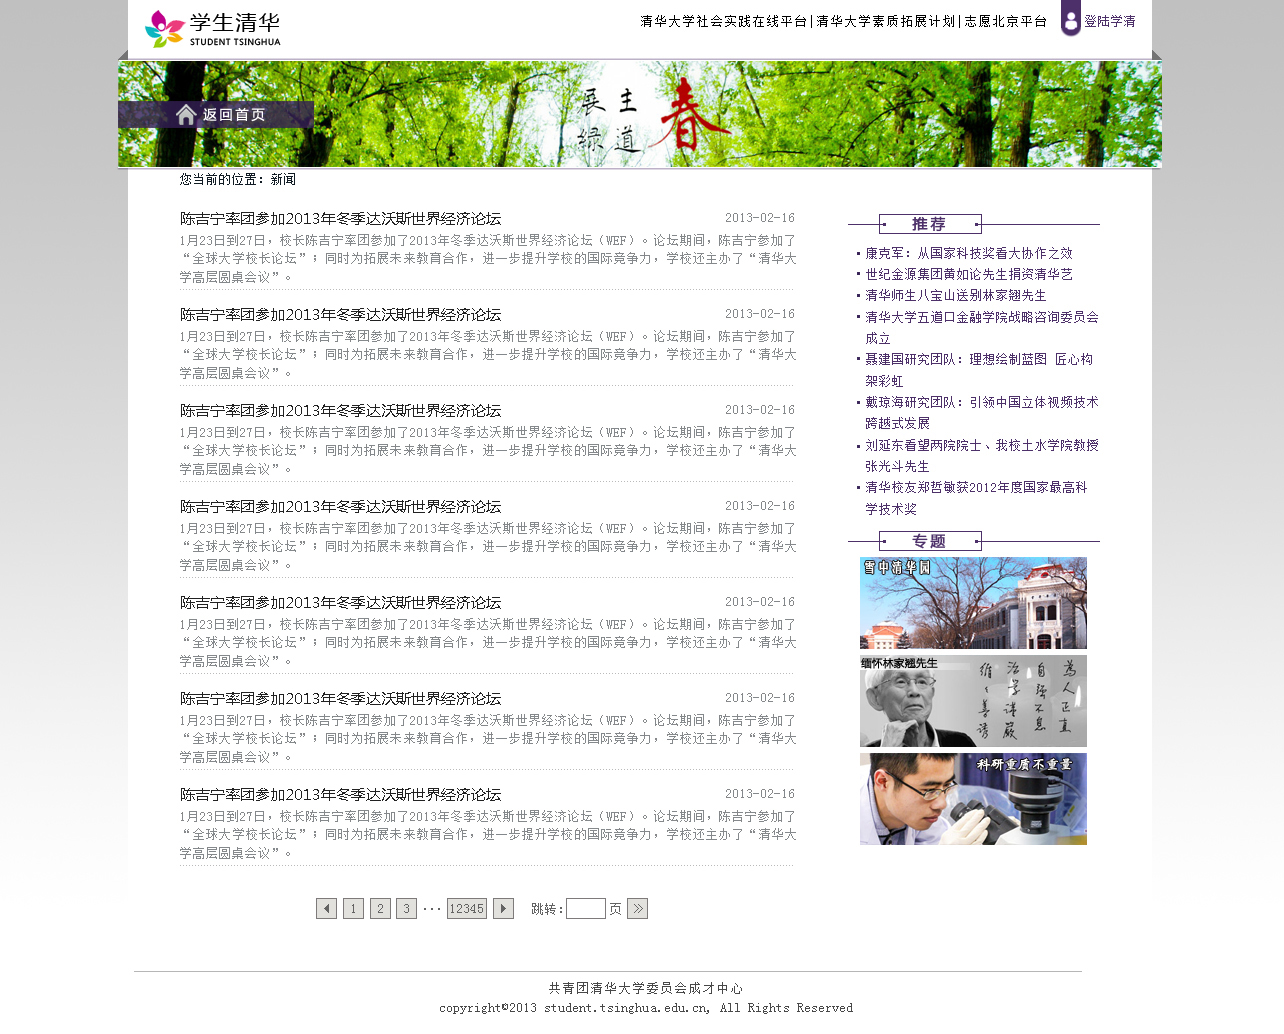 学生清华
STUDENT TSINGHUA
清华大学社会实践在线平台|清华大学素质拓展计划|志愿北京平台
登陆学清
返回首页
展 主
绿 道
春
您当前的位置：新闻
陈吉宁率团参加2013年冬季达沃斯世界经济论坛 2013-02-16
1月23日到27日，校长陈吉宁率团参加了2013年冬季达沃斯世界经济论坛（WEF）。论坛期间，陈吉宁参加了
“全球大学校长论坛”；同时为拓展未来教育合作，进一步提升学校的国际竞争力，学校还主办了“清华大
学高层圆桌会议”。
陈吉宁率团参加2013年冬季达沃斯世界经济论坛 2013-02-16
1月23日到27日，校长陈吉宁率团参加了2013年冬季达沃斯世界经济论坛（WEF）。论坛期间，陈吉宁参加了
“全球大学校长论坛”；同时为拓展未来教育合作，进一步提升学校的国际竞争力，学校还主办了“清华大
学高层圆桌会议”。
陈吉宁率团参加2013年冬季达沃斯世界经济论坛 2013-02-16
1月23日到27日，校长陈吉宁率团参加了2013年冬季达沃斯世界经济论坛（WEF）。论坛期间，陈吉宁参加了
“全球大学校长论坛”；同时为拓展未来教育合作，进一步提升学校的国际竞争力，学校还主办了“清华大
学高层圆桌会议”。
陈吉宁率团参加2013年冬季达沃斯世界经济论坛 2013-02-16
1月23日到27日，校长陈吉宁率团参加了2013年冬季达沃斯世界经济论坛（WEF）。论坛期间，陈吉宁参加了
“全球大学校长论坛”；同时为拓展未来教育合作，进一步提升学校的国际竞争力，学校还主办了“清华大
学高层圆桌会议”。
陈吉宁率团参加2013年冬季达沃斯世界经济论坛 2013-02-16
1月23日到27日，校长陈吉宁率团参加了2013年冬季达沃斯世界经济论坛（WEF）。论坛期间，陈吉宁参加了
“全球大学校长论坛”；同时为拓展未来教育合作，进一步提升学校的国际竞争力，学校还主办了“清华大
学高层圆桌会议”。
陈吉宁率团参加2013年冬季达沃斯世界经济论坛 2013-02-16
1月23日到27日，校长陈吉宁率团参加了2013年冬季达沃斯世界经济论坛（WEF）。论坛期间，陈吉宁参加了
“全球大学校长论坛”；同时为拓展未来教育合作，进一步提升学校的国际竞争力，学校还主办了“清华大
学高层圆桌会议”。
陈吉宁率团参加2013年冬季达沃斯世界经济论坛 2013-02-16
1月23日到27日，校长陈吉宁率团参加了2013年冬季达沃斯世界经济论坛（WEF）。论坛期间，陈吉宁参加了
“全球大学校长论坛”；同时为拓展未来教育合作，进一步提升学校的国际竞争力，学校还主办了“清华大
学高层圆桌会议”。
1 2 3 ··· 12345 跳转: 页
推荐
康克军：从国家科技奖看大协作之效
世纪金源集团黄如论先生捐资清华艺
清华师生八宝山送别林家翘先生
清华大学五道口金融学院战略咨询委员会
成立
聂建国研究团队：理想绘制蓝图 匠心构
架彩虹
戴琼海研究团队：引领中国立体视频技术
跨越式发展
刘延东看望两院院士、我校土水学院教授
张光斗先生
清华校友郑哲敏获2012年度国家最高科
学技术奖
专题
雪中清华园
缅怀林家翘先生
為人正直
自强不息
治学谨严
循循善诱
科研重质不重量
共青团清华大学委员会成才中心
copyright©2013 student.tsinghua.edu.cn, All Rights Reserved